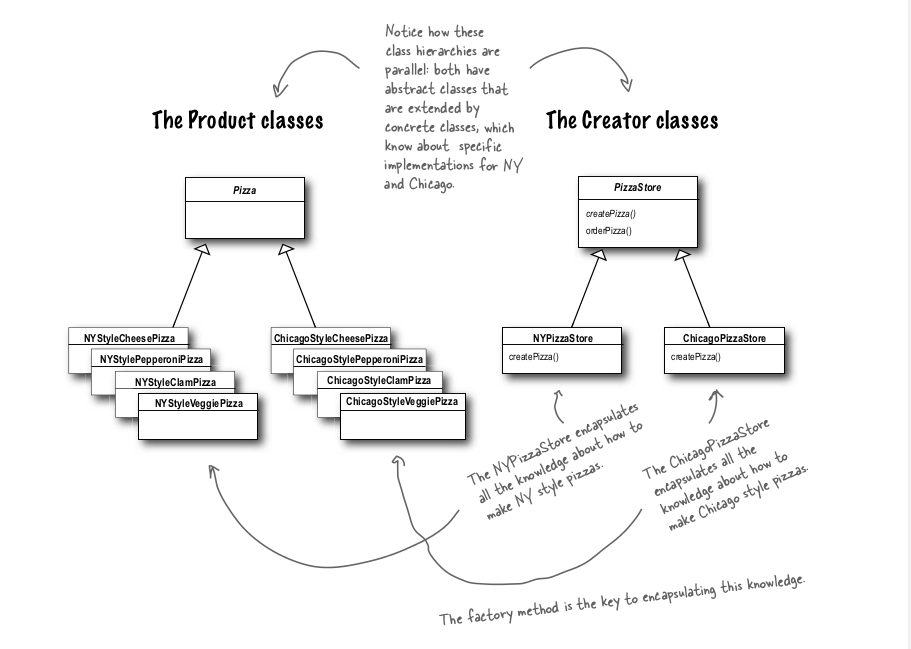 Notice how these
class hierarchies are
parallel: both have
abstract classes that
are extended by
concrete classes, which
know about specific
implementations for NY
and Chicago.
The Product classes
The Creator classes
Pizza
PizzaStore
createPizza()
orderPizza()
NYStyleCheesePizza
NYStylePepperoniPizza
NYStyleClamPizza
NYStyleVeggiePizza
ChicagoStyleCheesePizza
ChicagoStylePepperoniPizza
ChicagoStyleClamPizza
ChicagoStyleVeggiePizza
NYPizzaStore
createPizza()
ChicagoPizzaStore
createPizza()
The NYPizzaStore encapsulates
all the knowledge about how to
make NY style pizzas.
The ChicagoPizzaStore
encapsulates all the
knowledge about how to
make Chicago style pizzas.
The factory method is the key to encapsulating this knowledge.